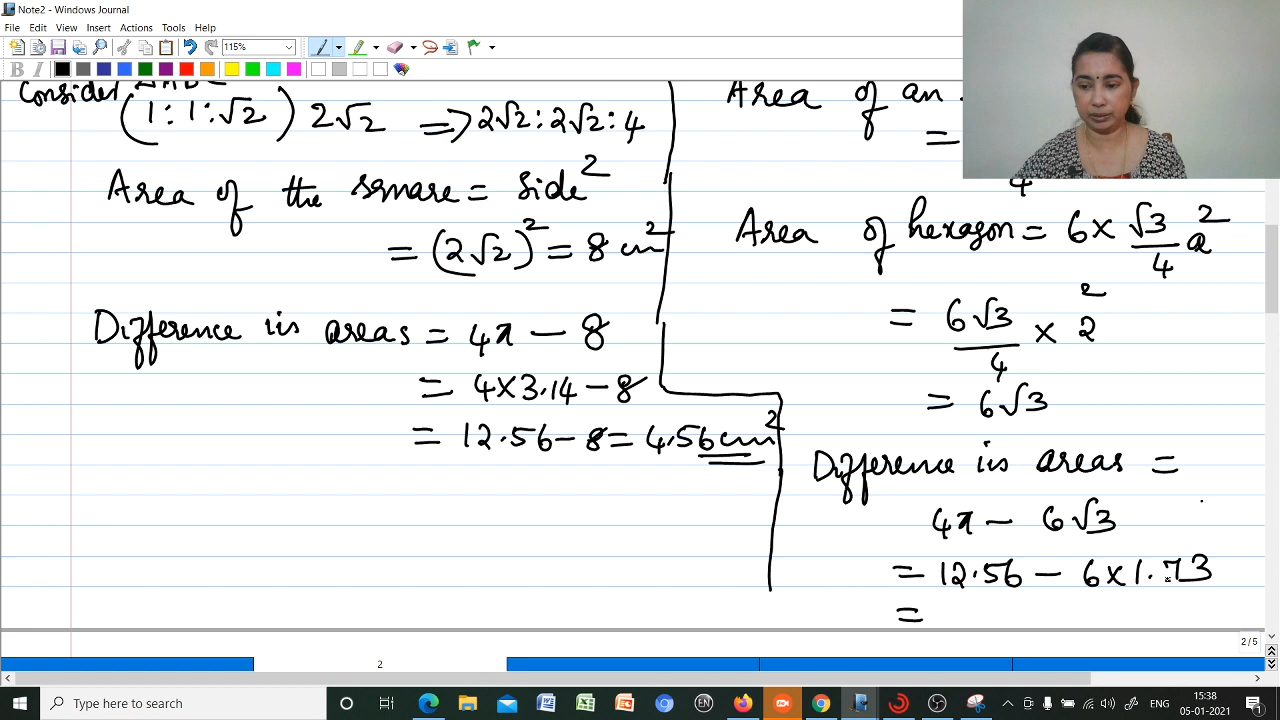 Note2 - Windows Journal
File Edit View Insert Actions Tools Help
115%
B I
Consider
(1 : 1 : √2) 2√2 => 2√2 : 2√2 : 4
Area of the square = Side²
= (2√2)² = 8 cm²
Difference in areas = 4π - 8
= 4×3.14 - 8
= 12.56 - 8 = 4.56 cm²
Area of an
=
4
Area of hexagon = 6 × √3/4 a²
= 6√3/4 × 2²
= 6√3
Difference in areas =
4π - 6√3
= 12.56 - 6×1.73
=
2/5
2
Type here to search
EN
ENG
15:38
05-01-2021
1